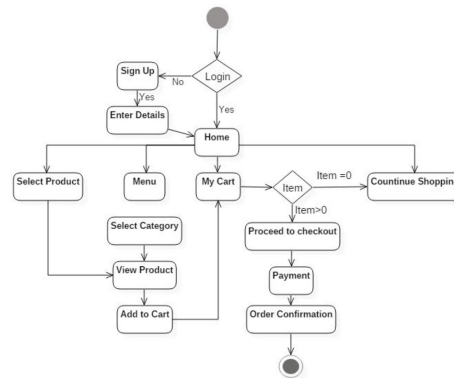 Sign Up
Login
No
Yes
Yes
Enter Details
Home
Select Product
Menu
My Cart
Item
Item =0
Countinue Shopping
Item>0
Select Category
Proceed to checkout
View Product
Payment
Add to Cart
Order Confirmation